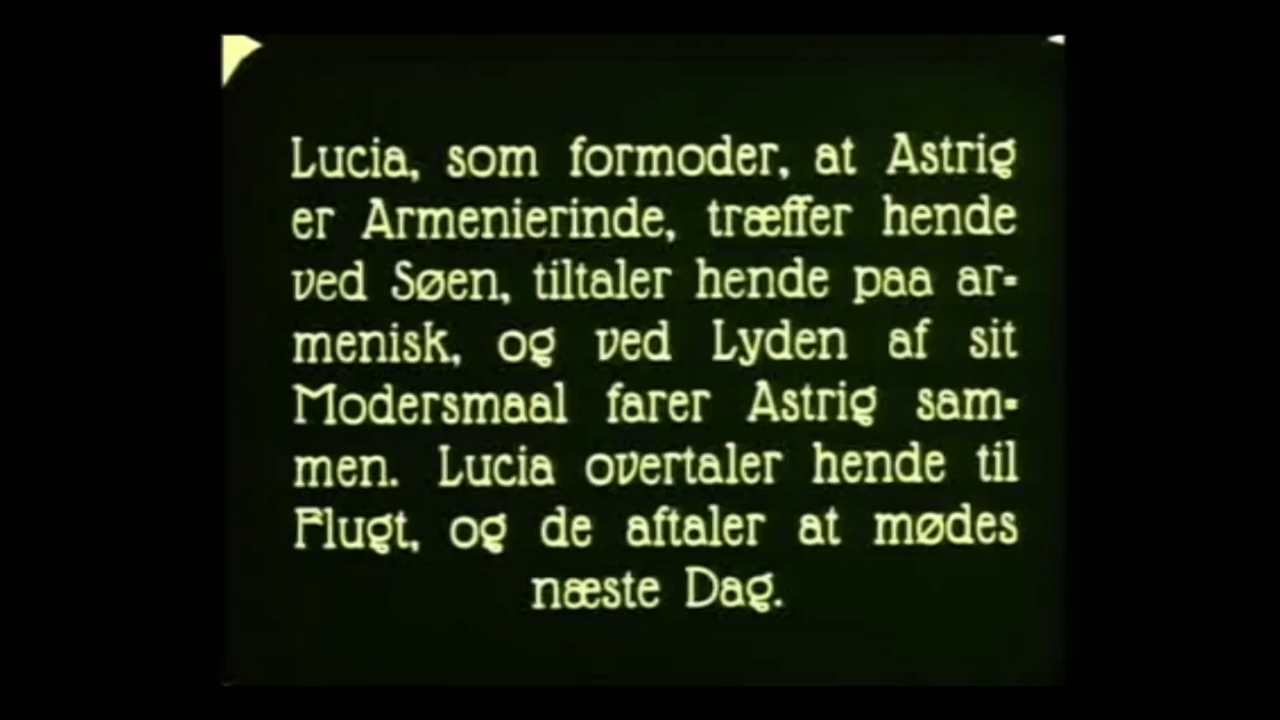 Lucia, som formoder, at Astrig
er Armenierinde, træffer hende
ved Søen, tiltaler hende paa ar-
menisk, og ved Lyden af sit
Modersmaal farer Astrig sam-
men. Lucia overtaler hende til
Flugt, og de aftaler at mødes
næste Dag.